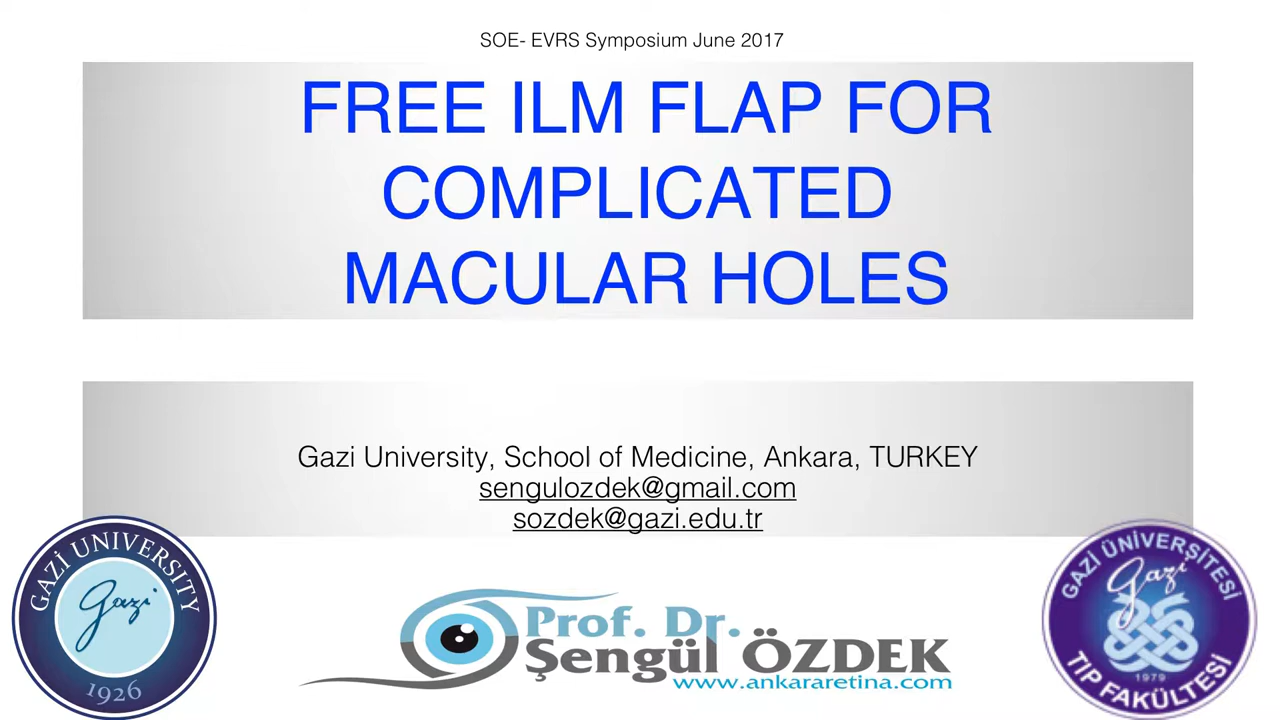 SOE- EVRS Symposium June 2017
FREE ILM FLAP FOR
COMPLICATED
MACULAR HOLES
Gazi University, School of Medicine, Ankara, TURKEY
sengulozdek@gmail.com
sozdek@gazi.edu.tr
GAZİ UNIVERSITY
Gazi
1926
Prof. Dr.
Şengül ÖZDEK
www.ankararetina.com
GAZİ ÜNİVERSİTESİ
Gazi
1979
TIP FAKÜLTESİ